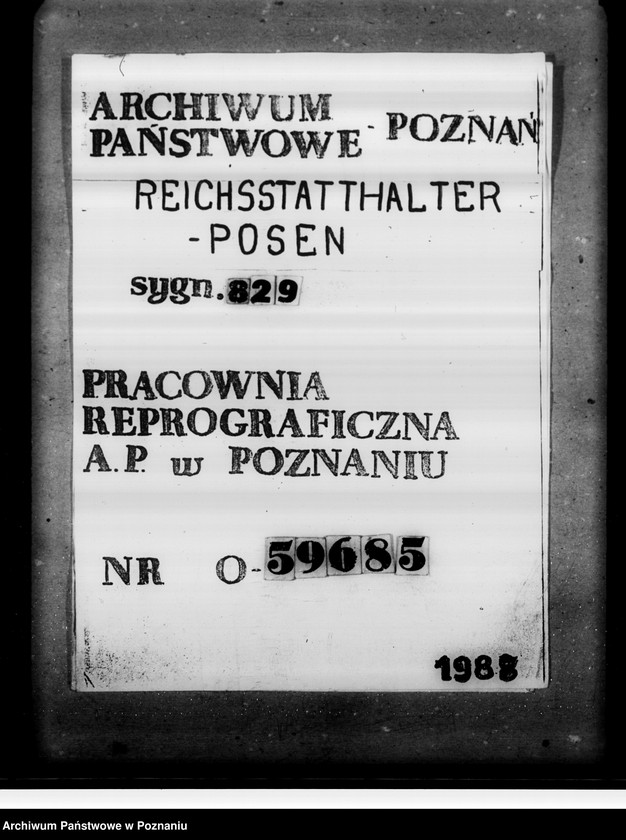 ARCHIWUM
PAŃSTWOWE - POZNAŃ
REICHSSTATTHALTER
-POSEN
sygn. 829
PRACOWNIA
REPROGRAFICZNA
A.P. w POZNANIU
NR O-59685
1988
Archiwum Państwowe w Poznaniu